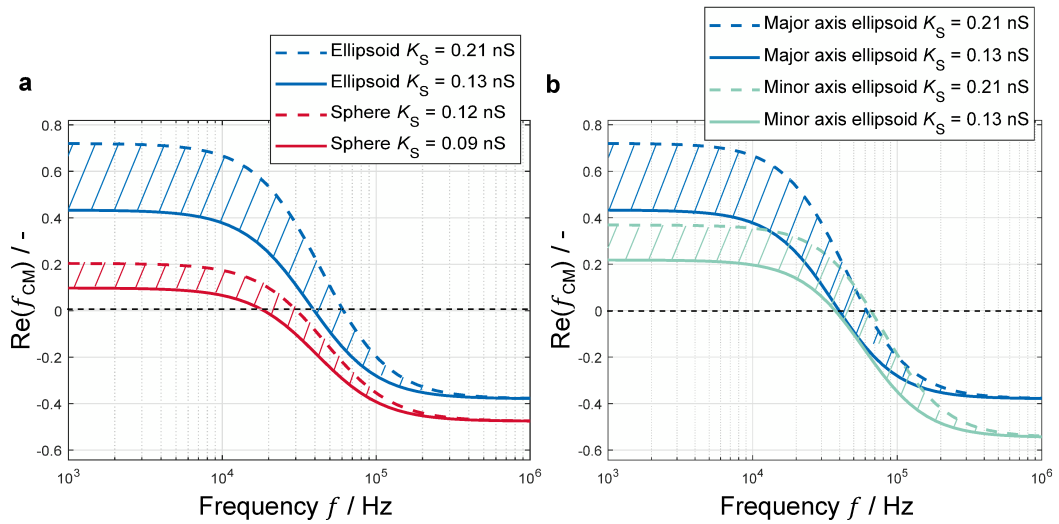 a
Ellipsoid K_S = 0.21 nS
Ellipsoid K_S = 0.13 nS
Sphere K_S = 0.12 nS
Sphere K_S = 0.09 nS
0.8
0.6
0.4
0.2
0
-0.2
-0.4
-0.6
Re(f_CM) / -
10^3
10^4
10^5
10^6
Frequency f / Hz
b
Major axis ellipsoid K_S = 0.21 nS
Major axis ellipsoid K_S = 0.13 nS
Minor axis ellipsoid K_S = 0.21 nS
Minor axis ellipsoid K_S = 0.13 nS
0.8
0.6
0.4
0.2
0
-0.2
-0.4
-0.6
Re(f_CM) / -
10^3
10^4
10^5
10^6
Frequency f / Hz